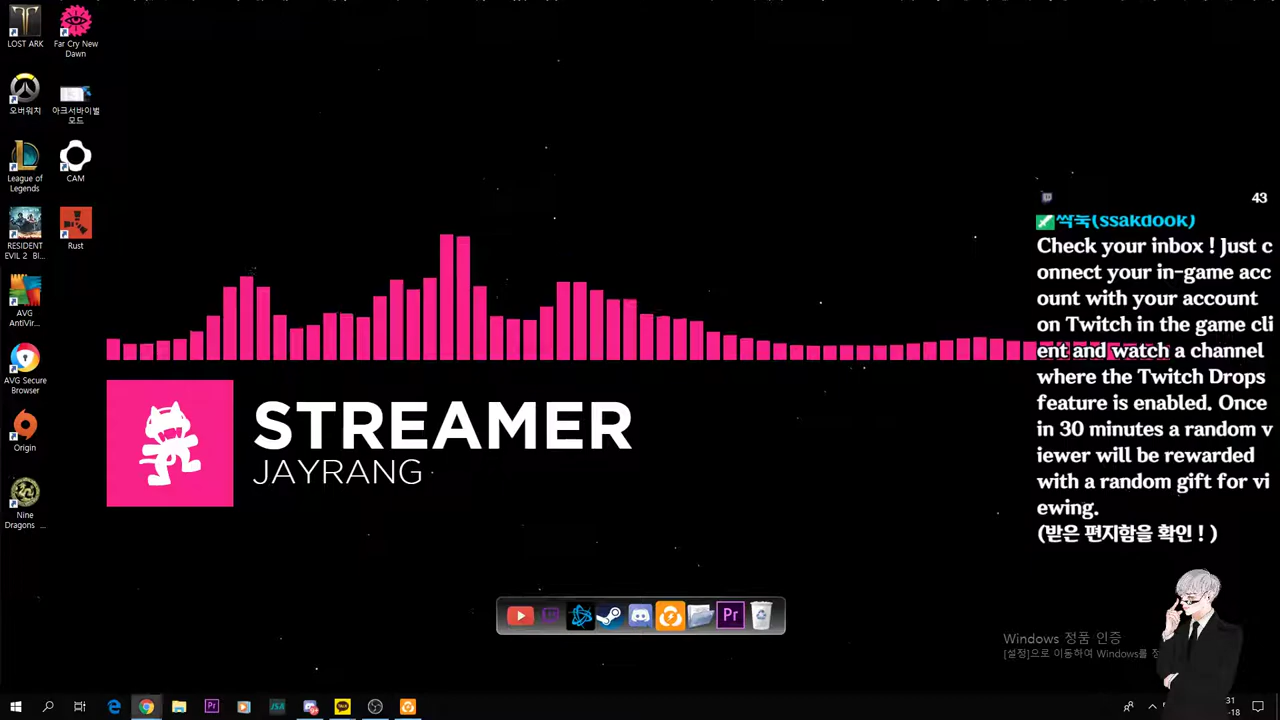 LOST ARK
Far Cry New
Dawn
오버워치
아크서바이벌
모드
League of
Legends
CAM
RESIDENT
EVIL 2 BI...
Rust
AVG
AntiVir...
AVG Secure
Browser
Origin
Nine
Dragons ...
STREAMER
JAYRANG
43
싹둑(ssakdook)
Check your inbox ! Just c
onnect your in-game acc
ount with your account
on Twitch in the game cli
ent and watch a channel
where the Twitch Drops
feature is enabled. Once
in 30 minutes a random v
iewer will be rewarded
with a random gift for vi
ewing.
(받은 편지함을 확인 ! )
Pr
Windows 정품 인증
[설정]으로 이동하여 Windows를 정
Pr
31
-18